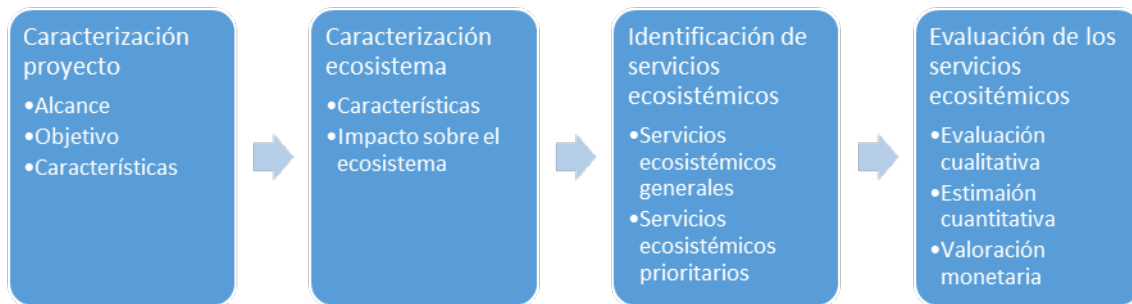 Caracterización
proyecto
•Alcance
•Objetivo
•Características
Caracterización
ecosistema
•Características
•Impacto sobre el
ecosistema
Identificación de
servicios
ecosistémicos
•Servicios
ecosistémicos
generales
•Servicios
ecosistémicos
prioritarios
Evaluación de los
servicios
ecositémicos
•Evaluación
cualitativa
•Estimaión
cuantitativa
•Valoración
monetaria